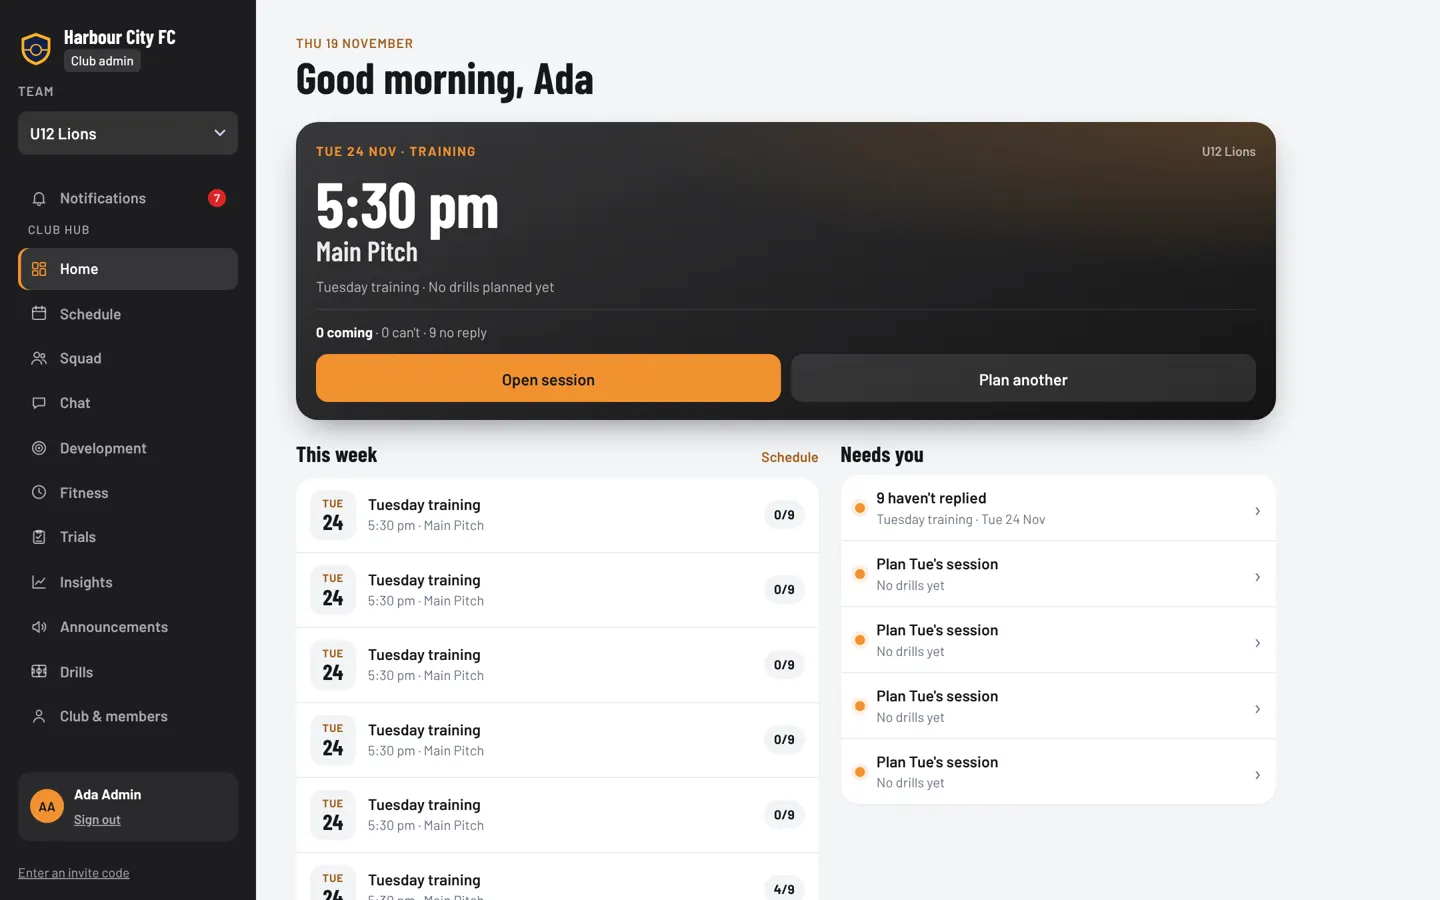 Harbour City FC
Club admin
TEAM
U12 Lions
Notifications
7
CLUB HUB
Home
Schedule
Squad
Chat
Development
Fitness
Trials
Insights
Announcements
Drills
Club & members
AA
Ada Admin
Sign out
Enter an invite code
THU 19 NOVEMBER
Good morning, Ada
TUE 24 NOV · TRAINING
U12 Lions
5:30 pm
Main Pitch
Tuesday training · No drills planned yet
0 coming · 0 can't · 9 no reply
Open session
Plan another
This week
Schedule
TUE
24
Tuesday training
5:30 pm · Main Pitch
0/9
TUE
24
Tuesday training
5:30 pm · Main Pitch
0/9
TUE
24
Tuesday training
5:30 pm · Main Pitch
0/9
TUE
24
Tuesday training
5:30 pm · Main Pitch
0/9
TUE
24
Tuesday training
5:30 pm · Main Pitch
0/9
TUE
24
Tuesday training
5:30 pm · Main Pitch
4/9
Needs you
9 haven't replied
Tuesday training · Tue 24 Nov
Plan Tue's session
No drills yet
Plan Tue's session
No drills yet
Plan Tue's session
No drills yet
Plan Tue's session
No drills yet